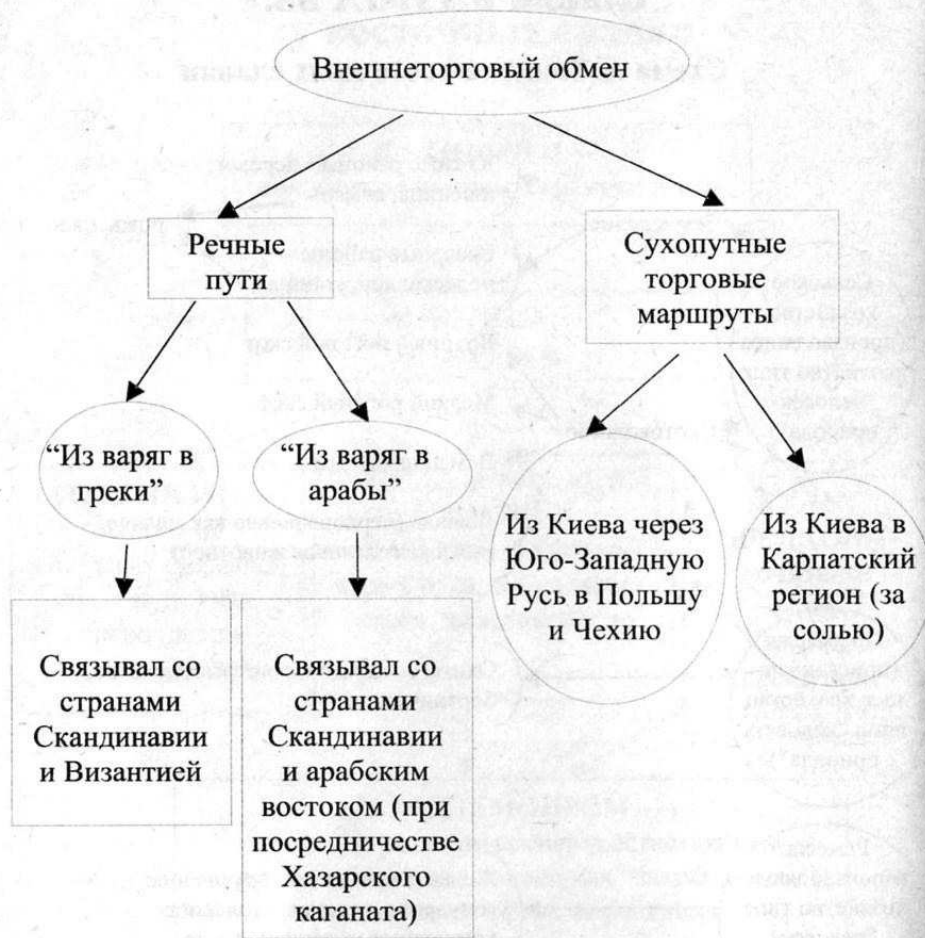 Внешнеторговый обмен
Речные
пути
Сухопутные
торговые
маршруты
“Из варяг в
греки”
“Из варяг в
арабы”
Из Киева через
Юго-Западную
Русь в Польшу
и Чехию
Из Киева в
Карпатский
регион (за
солью)
Связывал со
странами
Скандинавии
и Византией
Связывал со
странами
Скандинавии
и арабским
востоком (при
посредничестве
Хазарского
каганата)